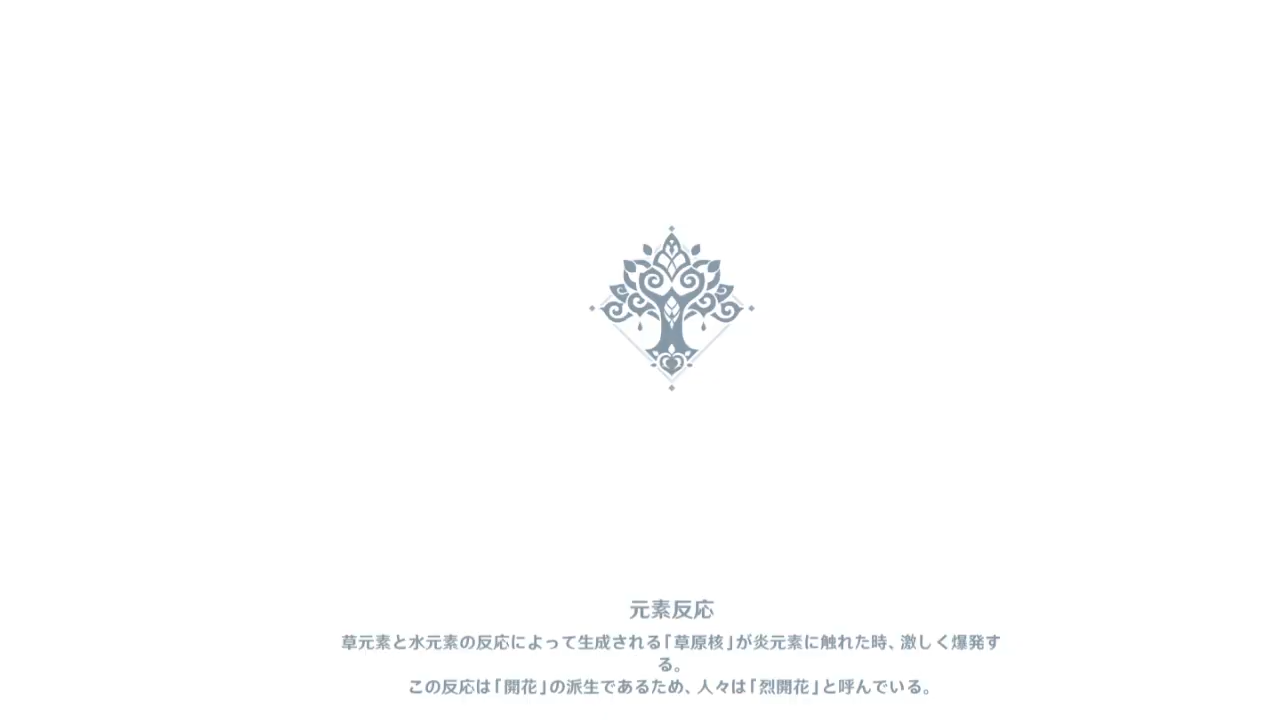 元素反応
草元素と水元素の反応によって生成される「草原核」が炎元素に触れた時、激しく爆発す
る。
この反応は「開花」の派生であるため、人々は「烈開花」と呼んでいる。